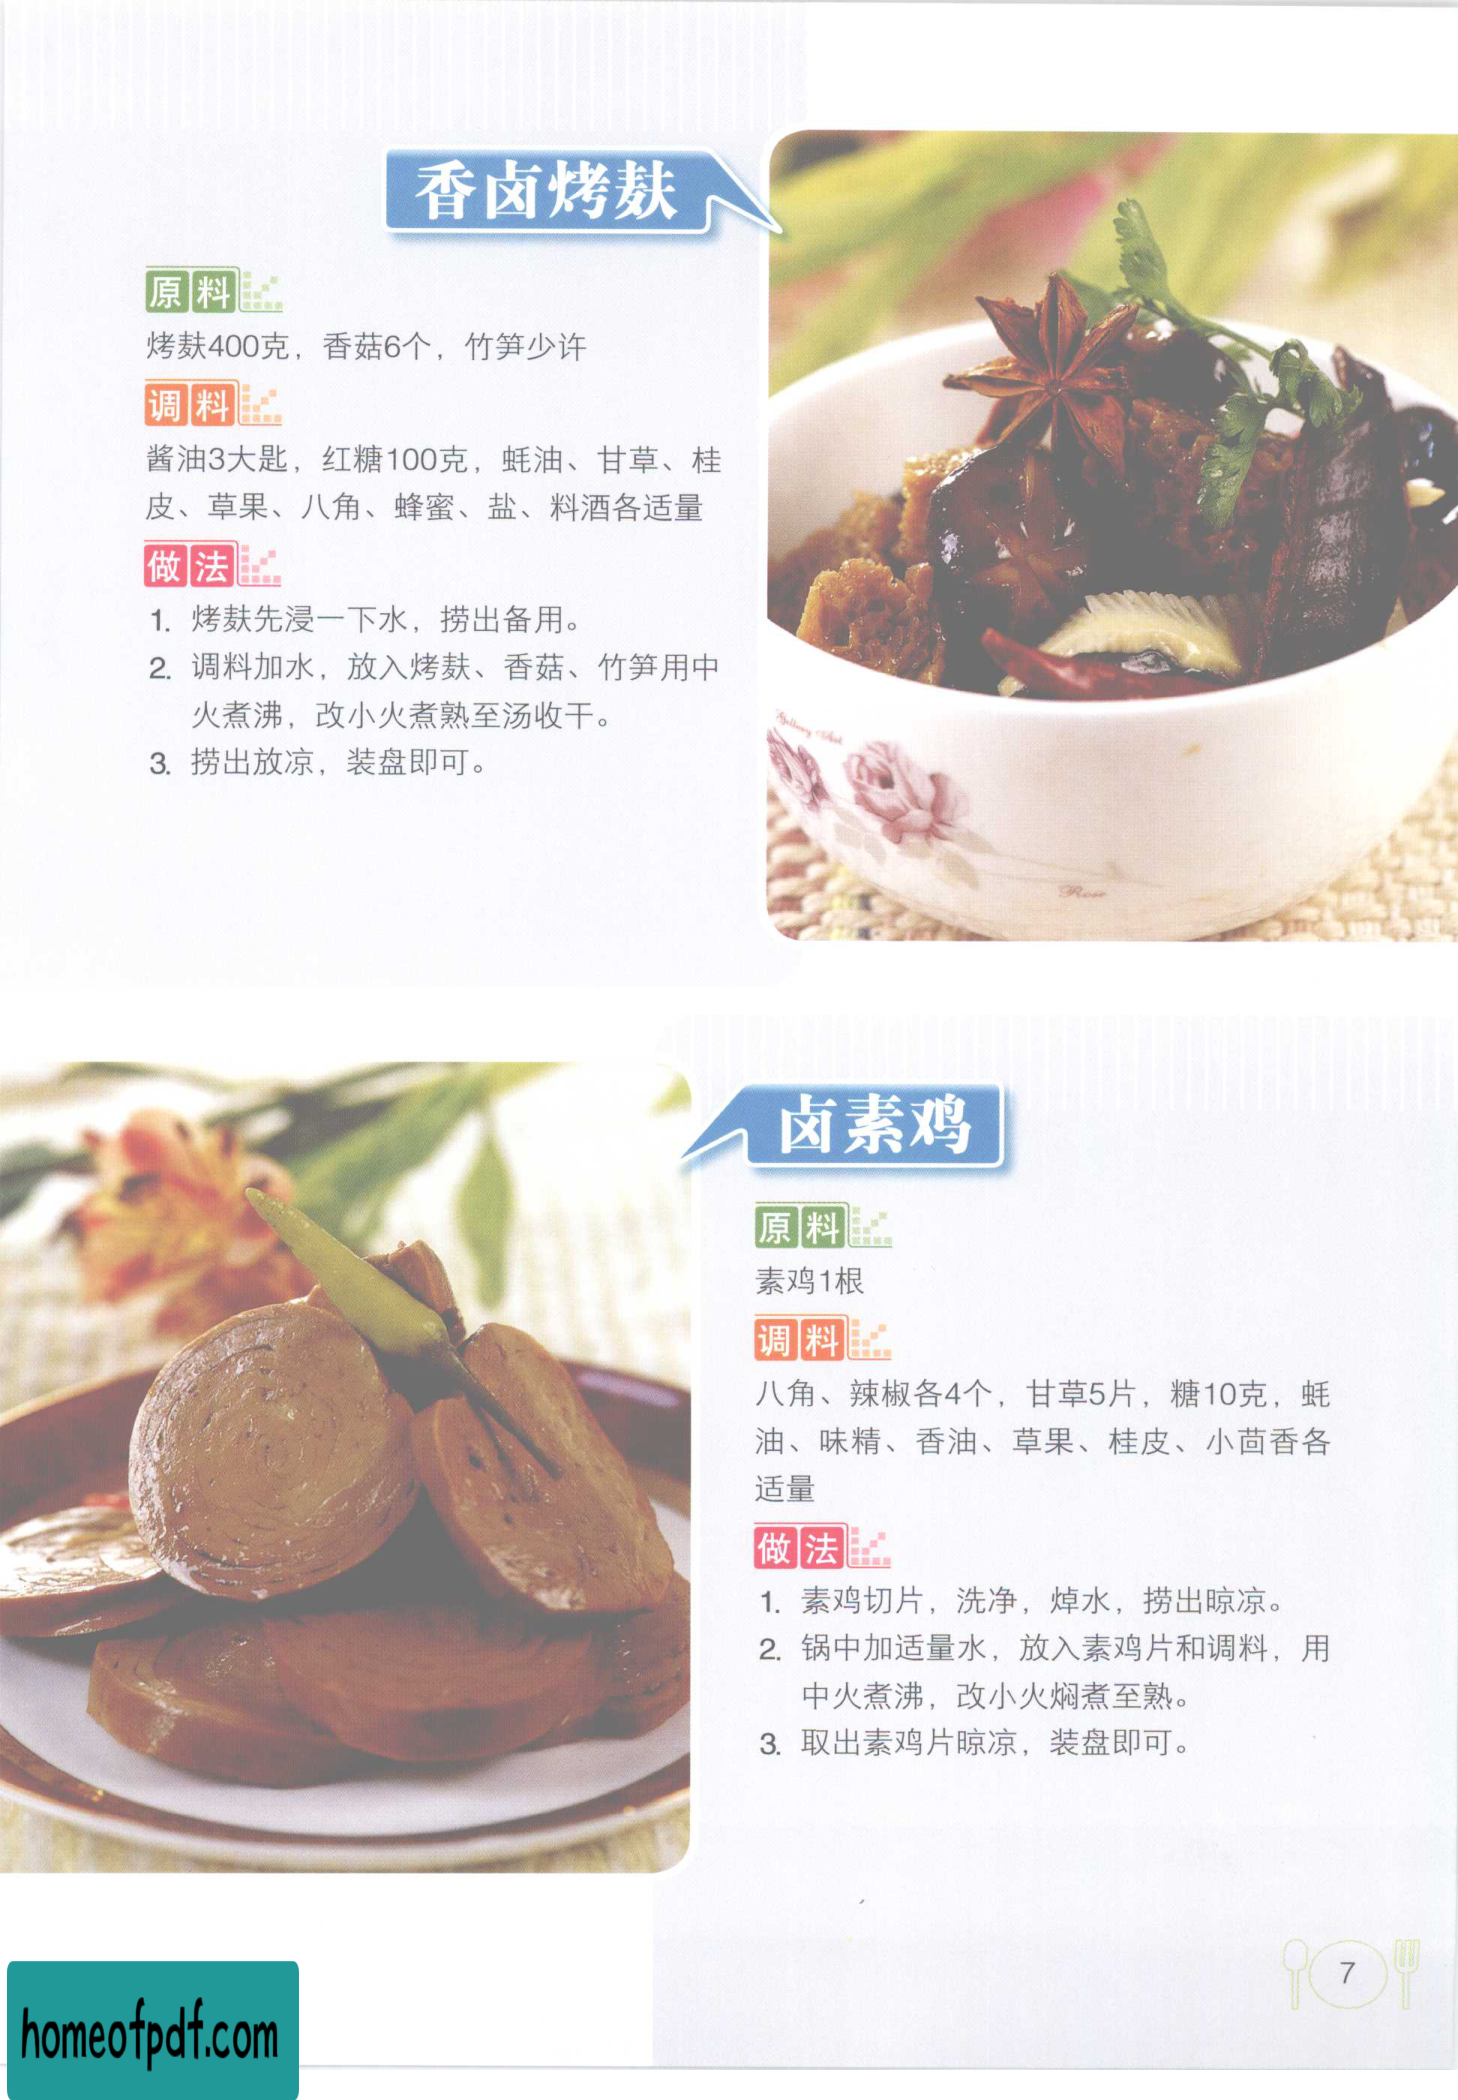 香卤烤麸
原料
烤麸400克，香菇6个，竹笋少许
调料
酱油3大匙，红糖100克，蚝油、甘草、桂
皮、草果、八角、蜂蜜、盐、料酒各适量
做法
1. 烤麸先浸一下水，捞出备用。
2. 调料加水，放入烤麸、香菇、竹笋用中
火煮沸，改小火煮熟至汤收干。
3. 捞出放凉，装盘即可。
Rose
卤素鸡
原料
素鸡1根
调料
八角、辣椒各4个，甘草5片，糖10克，蚝
油、味精、香油、草果、桂皮、小茴香各
适量
做法
1. 素鸡切片，洗净，焯水，捞出晾凉。
2. 锅中加适量水，放入素鸡片和调料，用
中火煮沸，改小火焖煮至熟。
3. 取出素鸡片晾凉，装盘即可。
7
homeofpdf.com